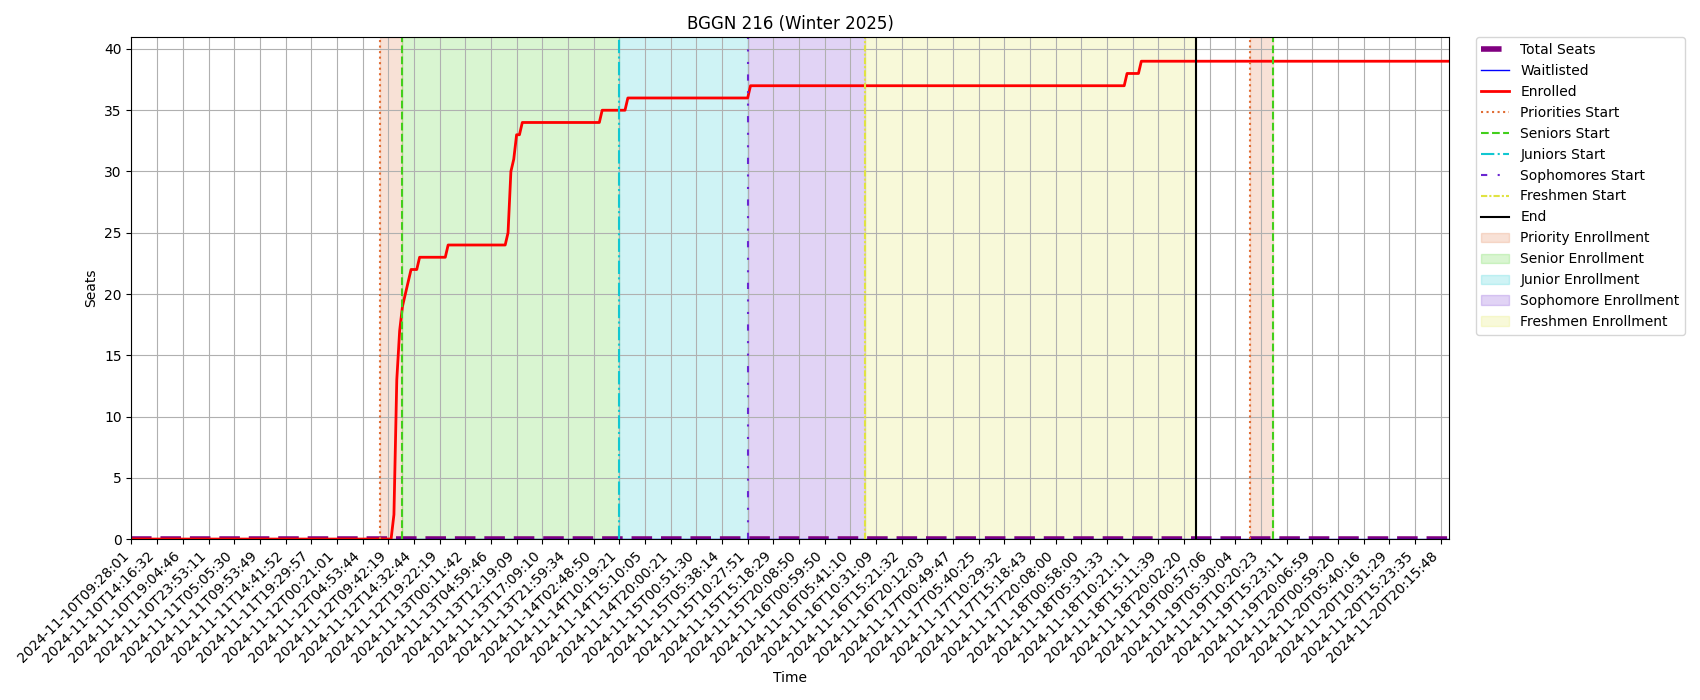 BGGN 216 (Winter 2025)
Seats
40
35
30
25
20
15
10
5
0
2024-11-10T09:28:01
2024-11-10T14:16:32
2024-11-10T19:04:46
2024-11-10T23:53:11
2024-11-11T05:05:30
2024-11-11T09:53:49
2024-11-11T14:41:52
2024-11-11T19:29:57
2024-11-12T00:21:01
2024-11-12T04:53:44
2024-11-12T09:42:19
2024-11-12T14:32:44
2024-11-12T19:22:19
2024-11-13T00:11:42
2024-11-13T04:59:46
2024-11-13T12:19:09
2024-11-13T17:09:10
2024-11-13T21:59:34
2024-11-14T02:48:50
2024-11-14T10:19:21
2024-11-14T15:10:05
2024-11-14T20:00:21
2024-11-15T00:51:30
2024-11-15T05:38:14
2024-11-15T10:27:51
2024-11-15T15:18:29
2024-11-15T20:08:50
2024-11-16T00:59:50
2024-11-16T05:41:10
2024-11-16T10:31:09
2024-11-16T15:21:32
2024-11-16T20:12:03
2024-11-17T00:49:47
2024-11-17T05:40:25
2024-11-17T10:29:32
2024-11-17T15:18:43
2024-11-17T20:08:00
2024-11-18T00:58:00
2024-11-18T05:31:33
2024-11-18T10:21:11
2024-11-18T15:11:39
2024-11-18T20:02:20
2024-11-19T00:57:06
2024-11-19T05:30:04
2024-11-19T10:20:23
2024-11-19T15:23:11
2024-11-19T20:06:59
2024-11-20T00:59:20
2024-11-20T05:40:16
2024-11-20T10:31:29
2024-11-20T15:23:35
2024-11-20T20:15:48
Time
Total Seats
Waitlisted
Enrolled
Priorities Start
Seniors Start
Juniors Start
Sophomores Start
Freshmen Start
End
Priority Enrollment
Senior Enrollment
Junior Enrollment
Sophomore Enrollment
Freshmen Enrollment